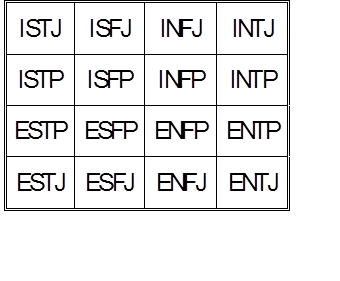 ISTJ ISFJ INFJ INTJ
ISTP ISFP INFP INTP
ESTP ESFP ENFP ENTP
ESTJ ESFJ ENFJ ENTJ